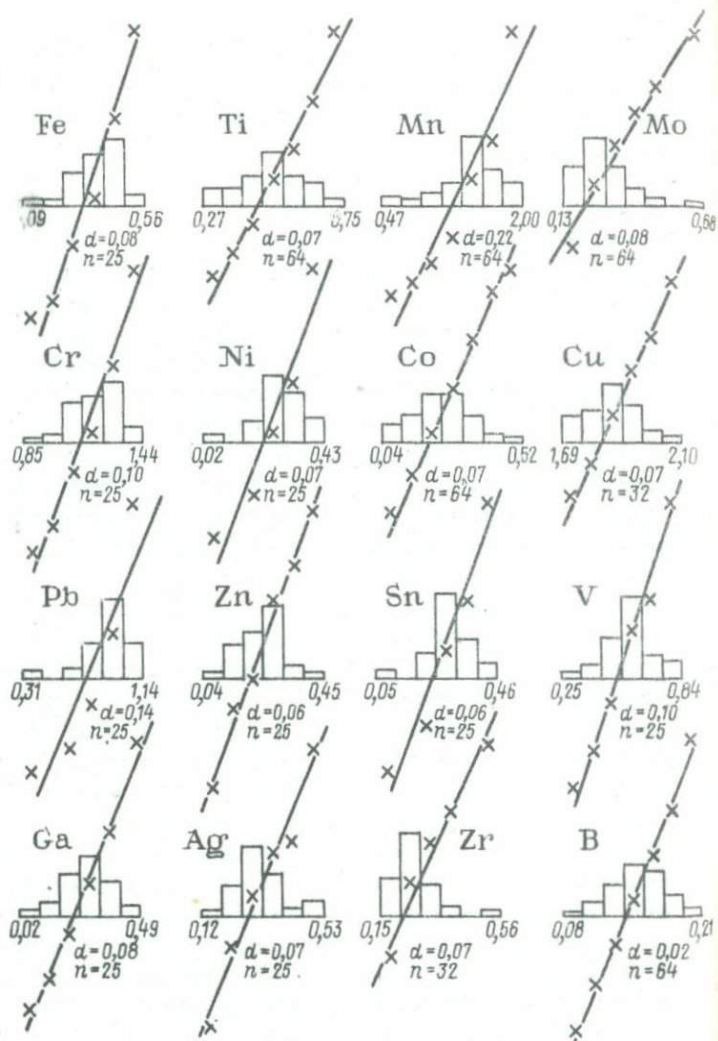 Fe Ti Mn Mo
0,09 0,56 0,27 0,75 0,47 2,00 0,13 0,68
d=0,08 d=0,07 d=0,22 d=0,08
n=25 n=64 n=64 n=64
Cr Ni Co Cu
0,85 1,44 0,02 0,43 0,04 0,52 1,69 2,10
d=0,10 d=0,07 d=0,07 d=0,07
n=25 n=25 n=64 n=32
Pb Zn Sn V
0,31 1,14 0,04 0,45 0,05 0,46 0,25 0,84
d=0,14 d=0,06 d=0,06 d=0,10
n=25 n=25 n=25 n=25
Ga Ag Zr B
0,02 0,49 0,12 0,53 0,15 0,56 0,08 0,21
d=0,08 d=0,07 d=0,07 d=0,02
n=25 n=25 n=32 n=64